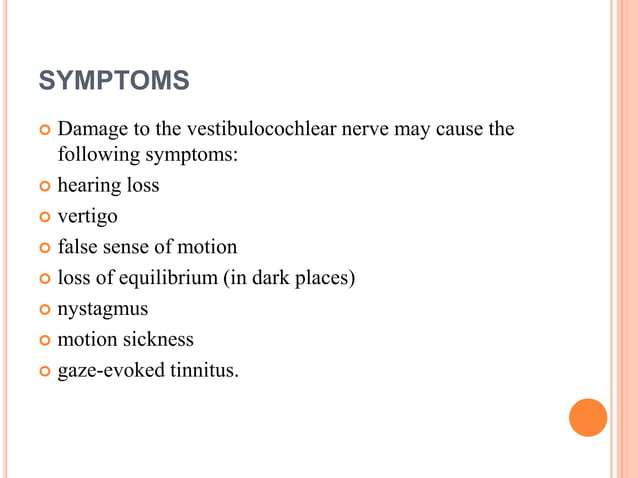 SYMPTOMS
Damage to the vestibulocochlear nerve may cause the
following symptoms:
hearing loss
vertigo
false sense of motion
loss of equilibrium (in dark places)
nystagmus
motion sickness
gaze-evoked tinnitus.